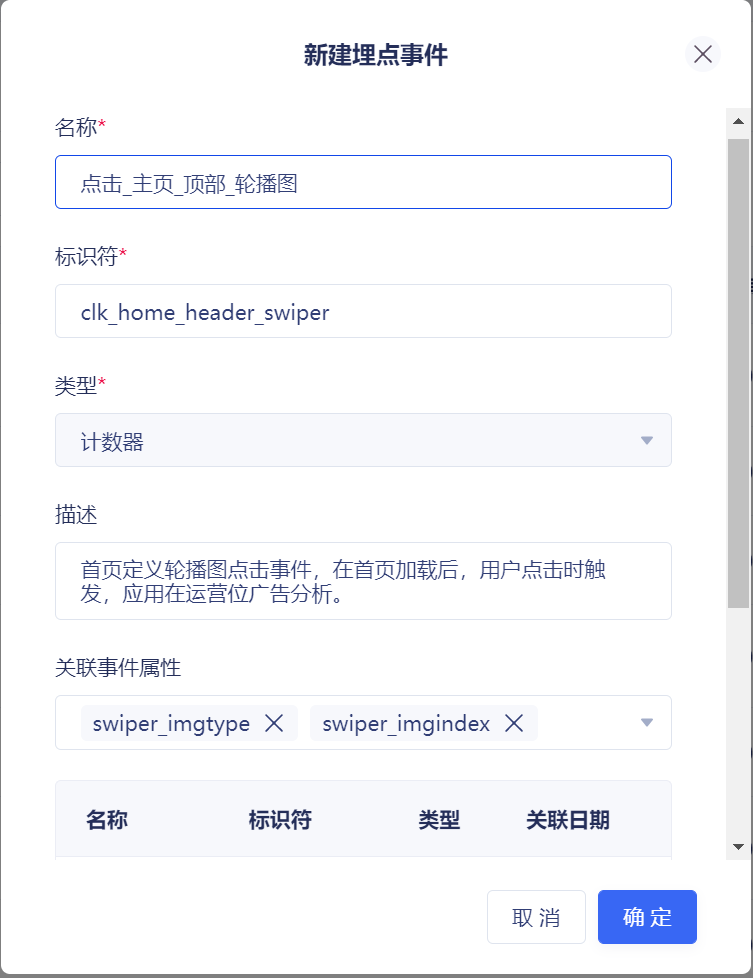 新建埋点事件
名称*
点击_主页_顶部_轮播图
标识符*
clk_home_header_swiper
类型*
计数器
描述
首页定义轮播图点击事件，在首页加载后，用户点击时触
发，应用在运营位广告分析。
关联事件属性
swiper_imgtype swiper_imgindex
名称 标识符 类型 关联日期
取消 确定